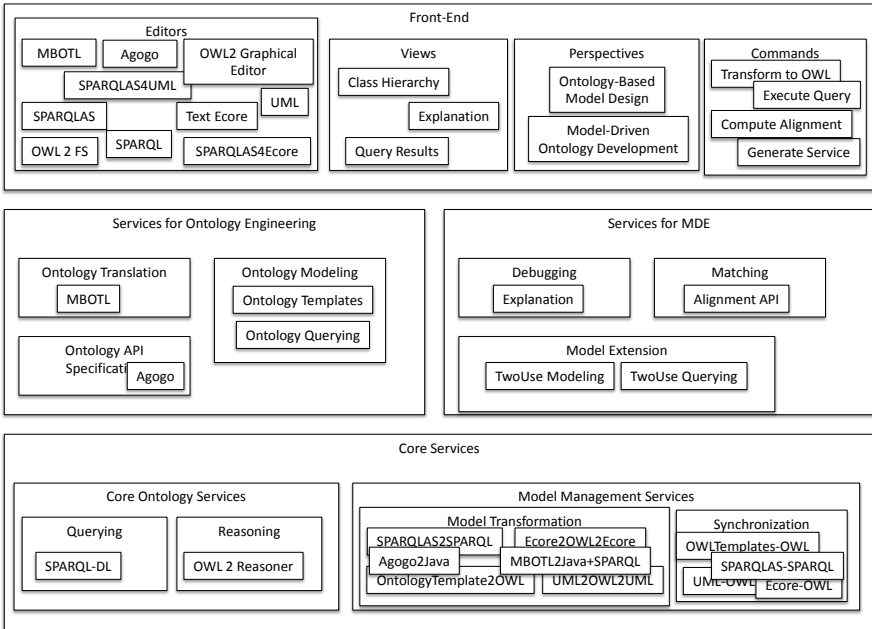 Front-End
Editors
MBOTL
Agogo
OWL2 Graphical
Editor
SPARQLAS4UML
UML
SPARQLAS
Text Ecore
SPARQL
OWL 2 FS
SPARQLAS4Ecore
Views
Class Hierarchy
Explanation
Query Results
Perspectives
Ontology-Based
Model Design
Model-Driven
Ontology Development
Commands
Transform to OWL
Execute Query
Compute Alignment
Generate Service
Services for Ontology Engineering
Ontology Translation
MBOTL
Ontology Modeling
Ontology Templates
Ontology Querying
Ontology API
Specificati
Agogo
Services for MDE
Debugging
Explanation
Matching
Alignment API
Model Extension
TwoUse Modeling
TwoUse Querying
Core Services
Core Ontology Services
Querying
SPARQL-DL
Reasoning
OWL 2 Reasoner
Model Management Services
Model Transformation
SPARQLAS2SPARQL
Ecore2OWL2Ecore
Agogo2Java
MBOTL2Java+SPARQL
OntologyTemplate2OWL
UML2OWL2UML
Synchronization
OWLTemplates-OWL
SPARQLAS-SPARQL
UML-OWL
Ecore-OWL